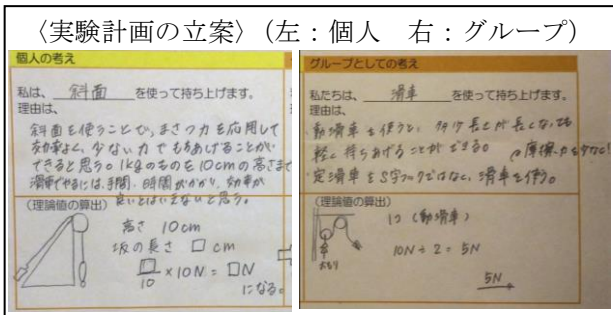 〈実験計画の立案〉(左：個人　右：グループ)
個人の考え
私は、 斜面 を使って持ち上げます。
理由は、
斜面を使うことで、まさつ力を応用して
効率よく、少ない力でもちあげることが
できると思う。1kgのものを10cmの高さまで
滑車でやるには、手間、時間がかかり、効率が
良いとはいえないと思う。
(理論値の算出)
高さ 10cm
坂の長さ □cm
□/10 ×10N = □N
になる。
グループとしての考え
私たちは、 滑車 を使って持ち上げます。
理由は、
動滑車を使うと、
長さが長くなっても
軽く持ちあげることができる。
摩擦力を少なく
定滑車をS字フックではなく、滑車を使う。
(理論値の算出)
1つ (動滑車)
10N÷2=5N
5N
おもり